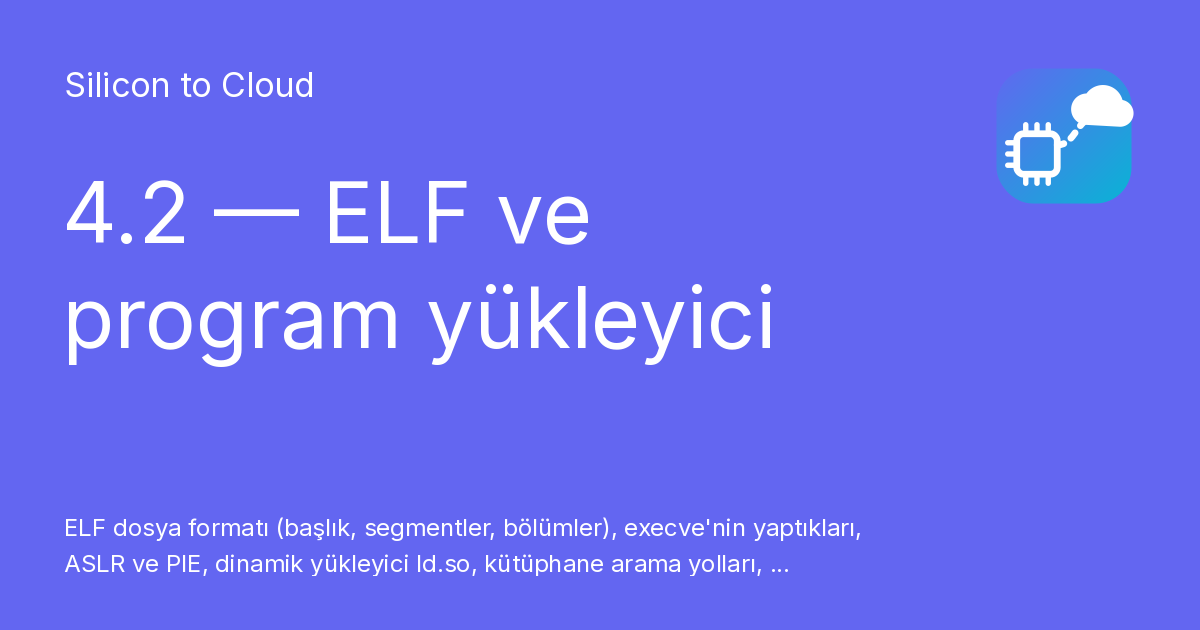 Silicon to Cloud
4.2 — ELF ve
program yükleyici
ELF dosya formatı (başlık, segmentler, bölümler), execve'nin yaptıkları,
ASLR ve PIE, dinamik yükleyici ld.so, kütüphane arama yolları, ...